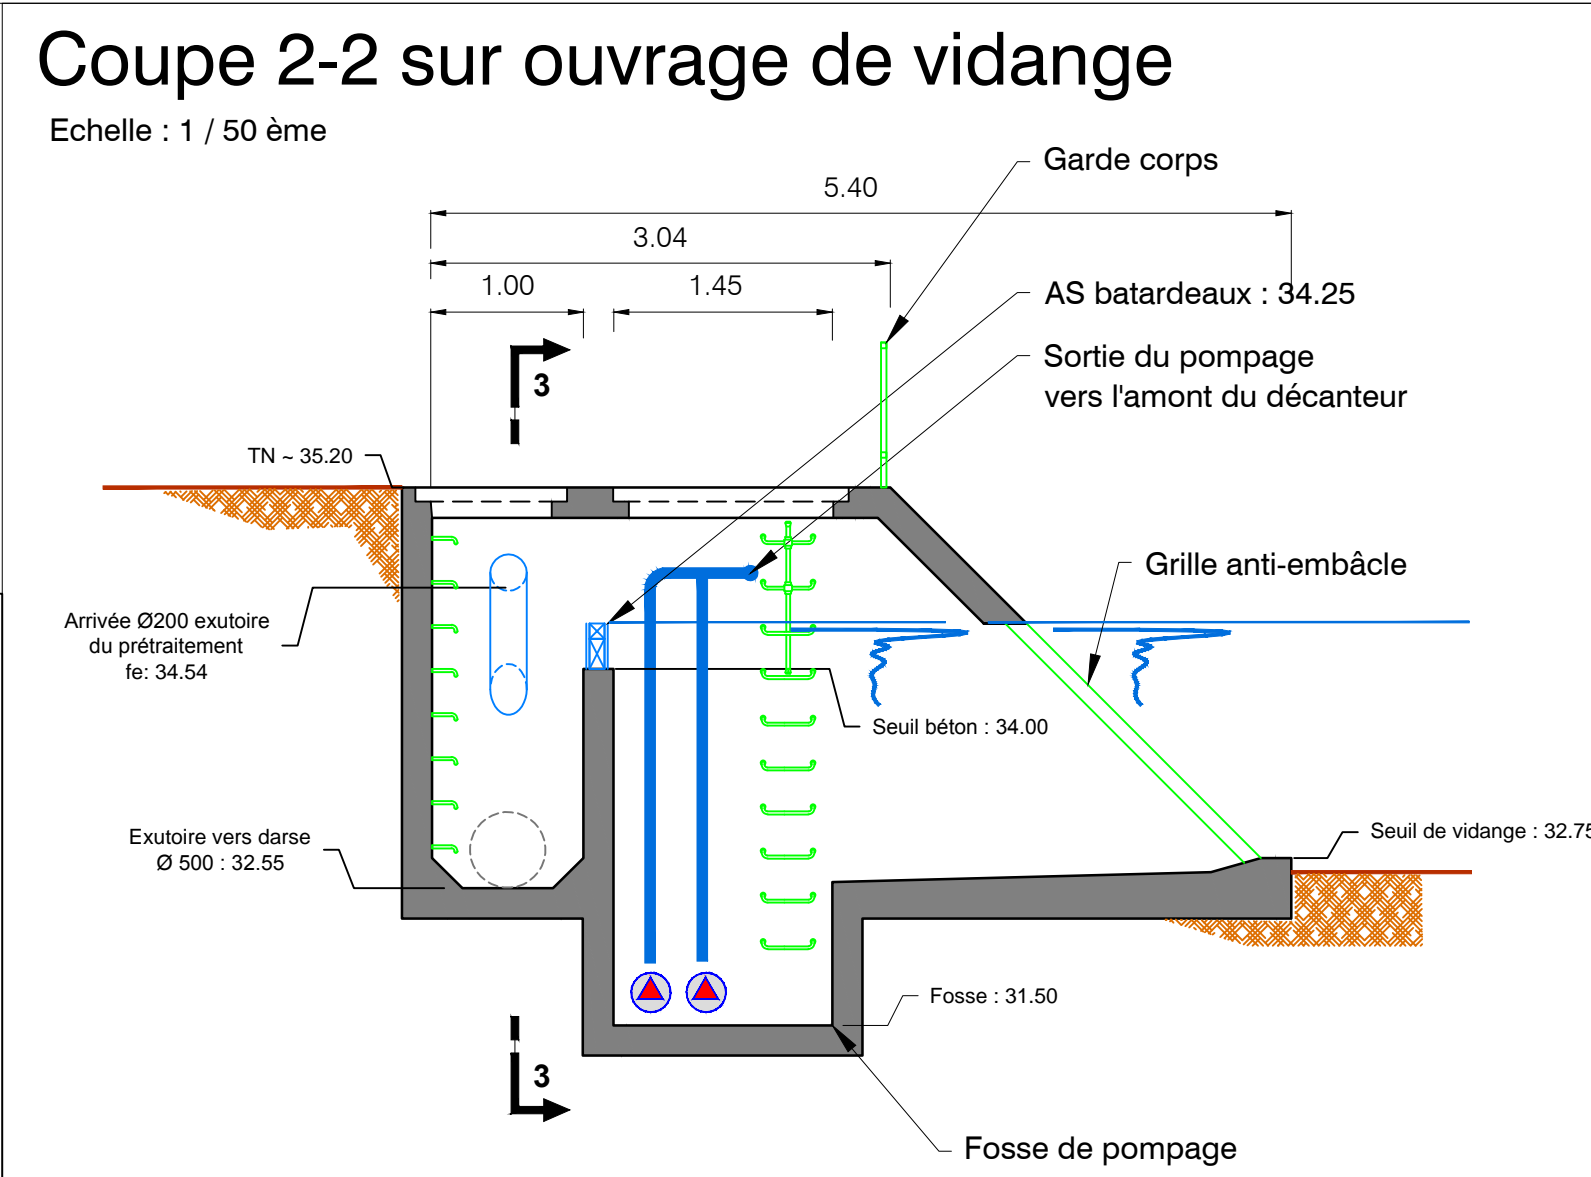 Coupe 2-2 sur ouvrage de vidange
Echelle : 1 / 50 ème
Garde corps
5.40
3.04
1.00
1.45
AS batardeaux : 34.25
Sortie du pompage
vers l'amont du décanteur
3
TN ~ 35.20
Grille anti-embâcle
Arrivée Ø200 exutoire
du prétraitement
fe: 34.54
Seuil béton : 34.00
Exutoire vers darse
Ø 500 : 32.55
Seuil de vidange : 32.75
Fosse : 31.50
3
Fosse de pompage